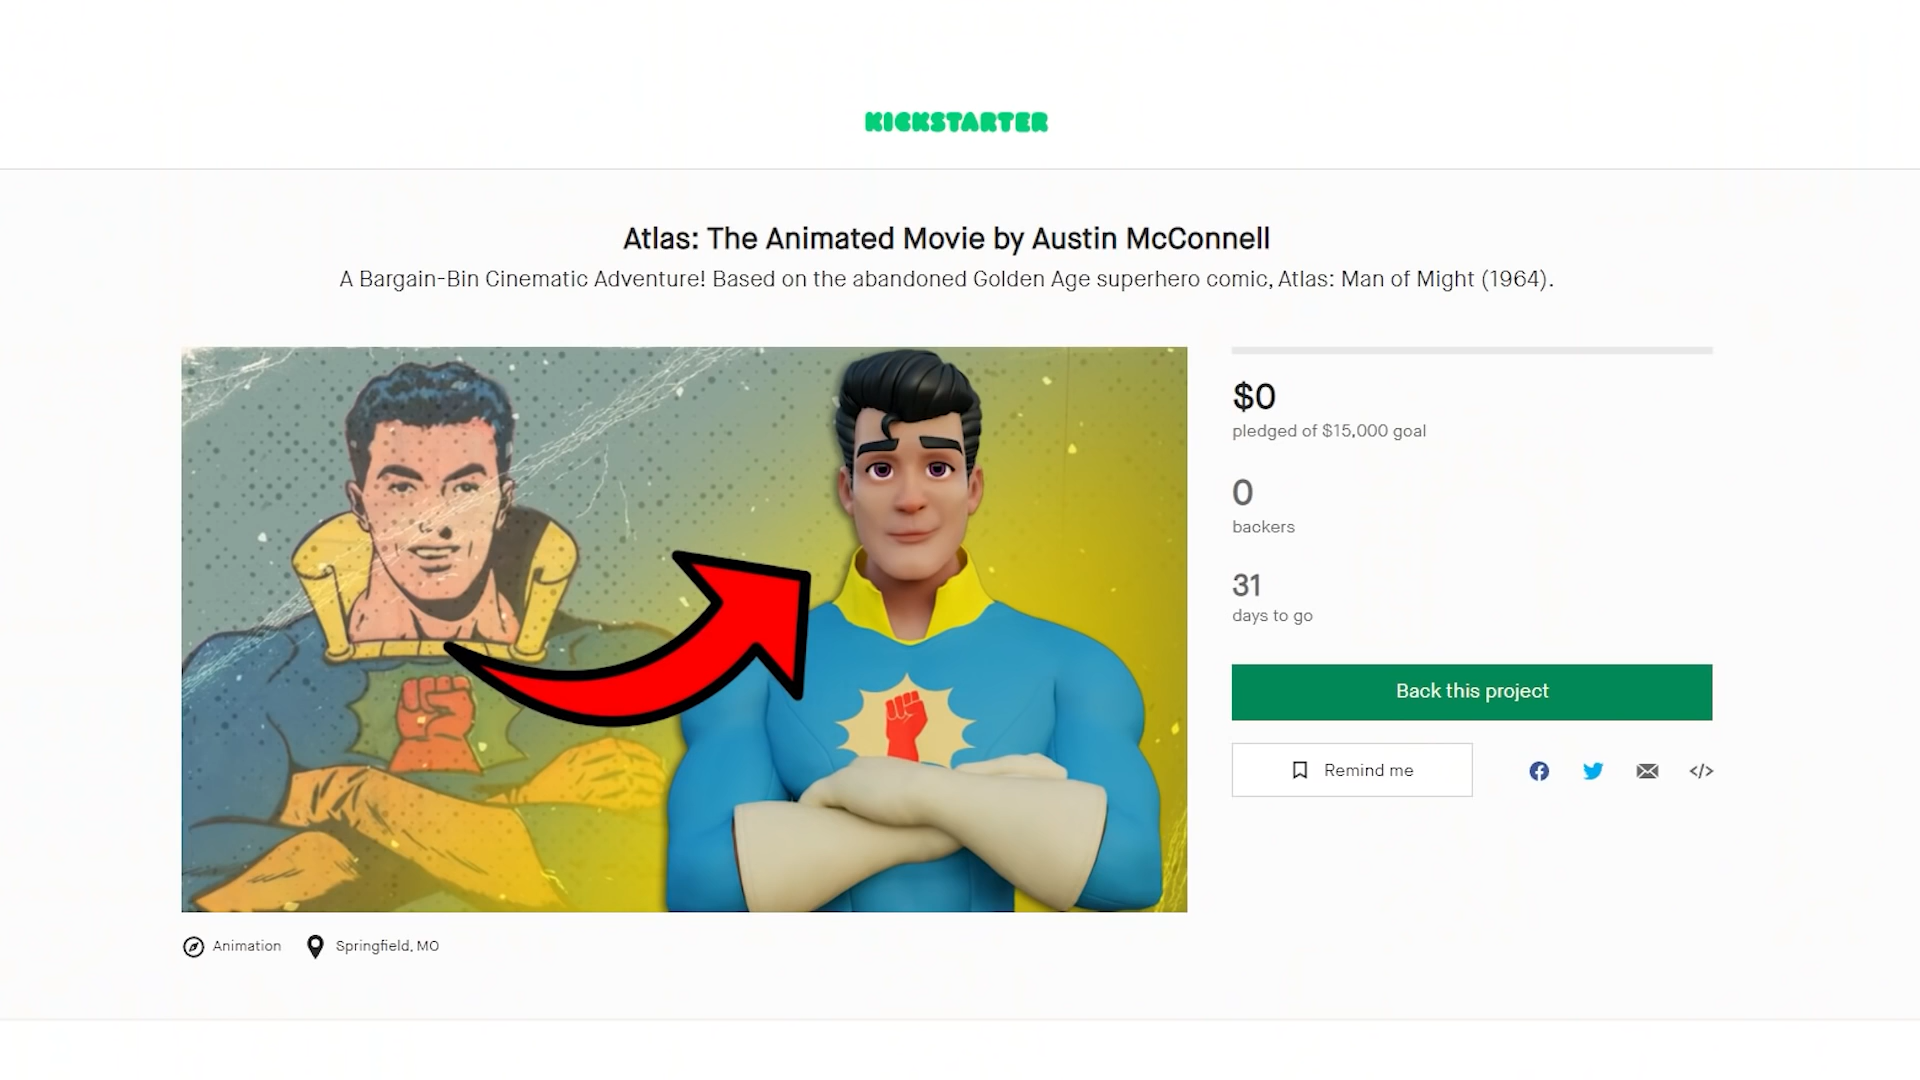 KICKSTARTER
Atlas: The Animated Movie by Austin McConnell
A Bargain-Bin Cinematic Adventure! Based on the abandoned Golden Age superhero comic, Atlas: Man of Might (1964).
$0
pledged of $15,000 goal
0
backers
31
days to go
Back this project
Remind me
Animation
Springfield, MO